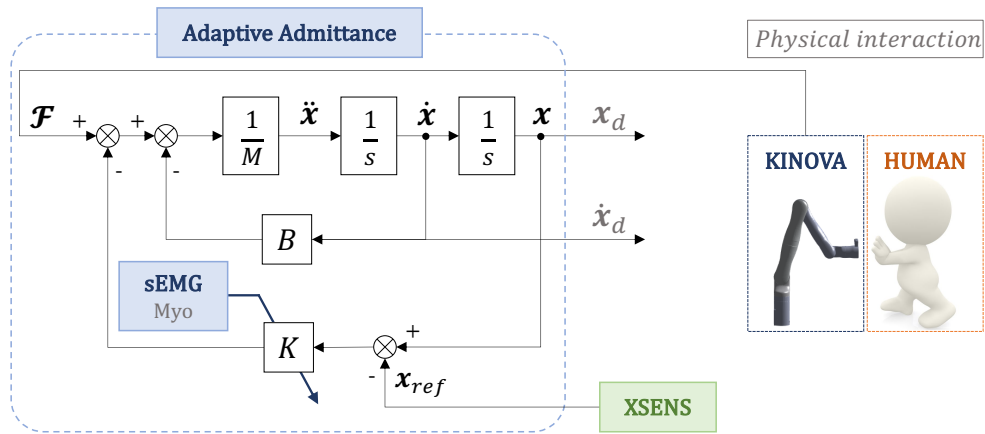 Adaptive Admittance
Physical interaction
𝓕 + + 1/M ẍ 1/s ẋ 1/s x x_d
- -
KINOVA HUMAN
B ẋ_d
sEMG
Myo
K +
- x_ref
XSENS